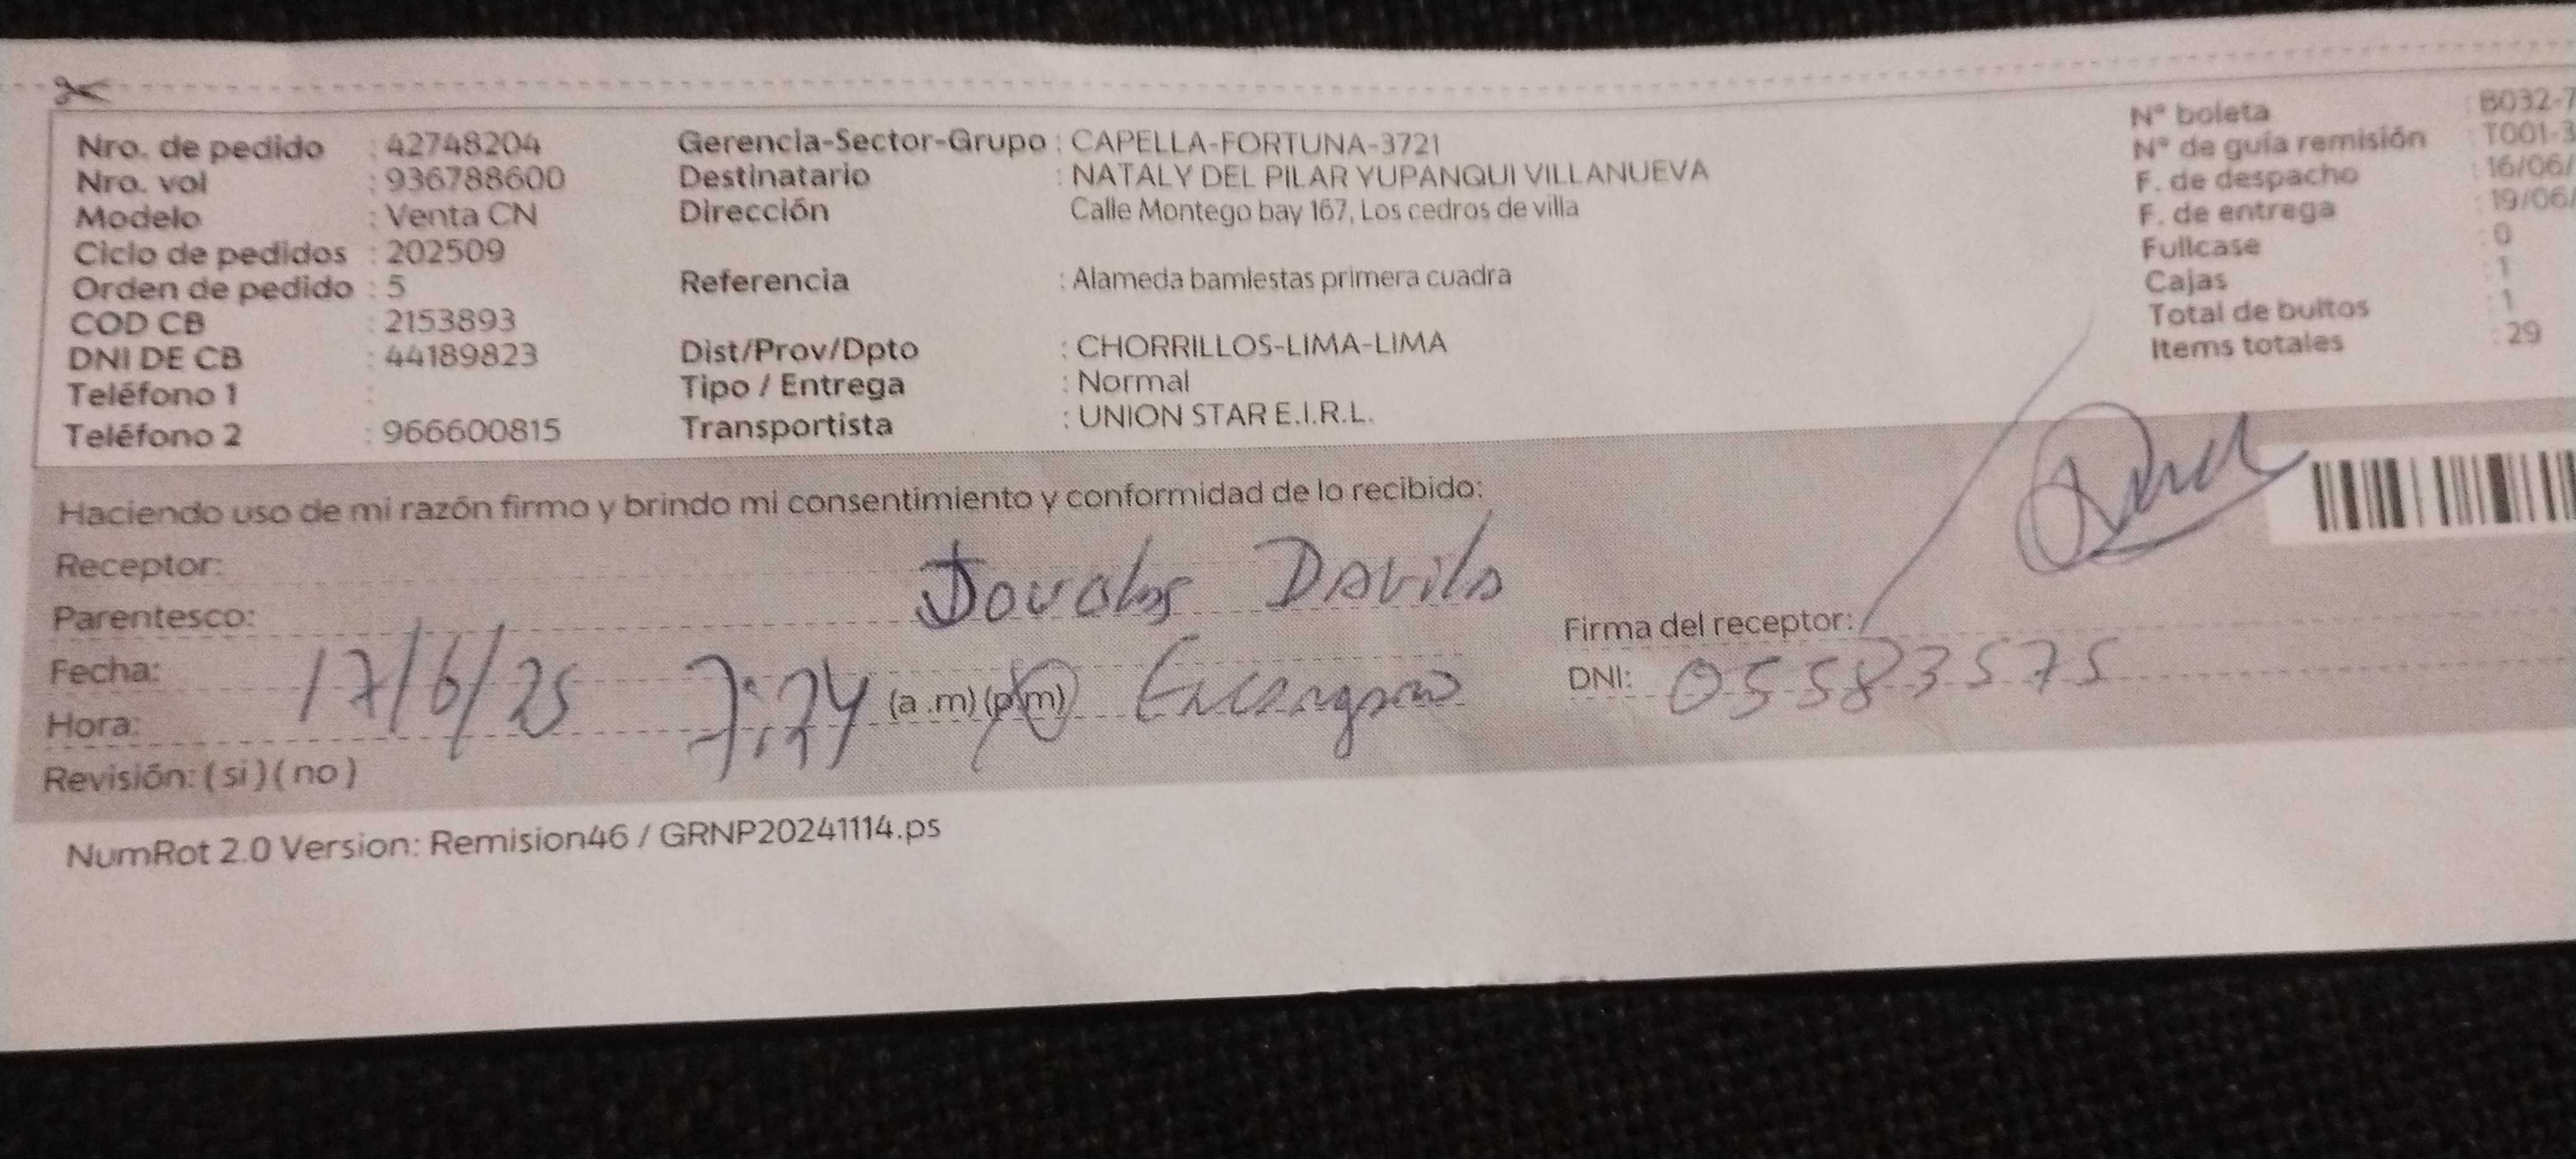 Nro. de pedido : 42748204
Nro. vol : 936788600
Modelo : Venta CN
Ciclo de pedidos : 202509
Orden de pedido : 5
COD CB : 2153893
DNI DE CB : 44189823
Teléfono 1 :
Teléfono 2 : 966600815
Gerencia-Sector-Grupo : CAPELLA-FORTUNA-3721
Destinatario : NATALY DEL PILAR YUPANQUI VILLANUEVA
Dirección Calle Montego bay 167, Los cedros de villa
Referencia : Alameda bamlestas primera cuadra
Dist/Prov/Dpto : CHORRILLOS-LIMA-LIMA
Tipo / Entrega : Normal
Transportista : UNION STAR E.I.R.L.
N° boleta : B032-7
N° de guía remisión : T001-3
F. de despacho : 16/06/
F. de entrega : 19/06/
Fullcase : 0
Cajas : 1
Total de bultos : 1
Items totales : 29
Haciendo uso de mi razón firmo y brindo mi consentimiento y conformidad de lo recibido:
Receptor:
Davila
Parentesco:
Firma del receptor:
Fecha: 17/6/25
DNI: 05583575
Hora: 7:24 (a .m) (p.m)
Revisión: ( si ) ( no )
NumRot 2.0 Version: Remision46 / GRNP20241114.ps